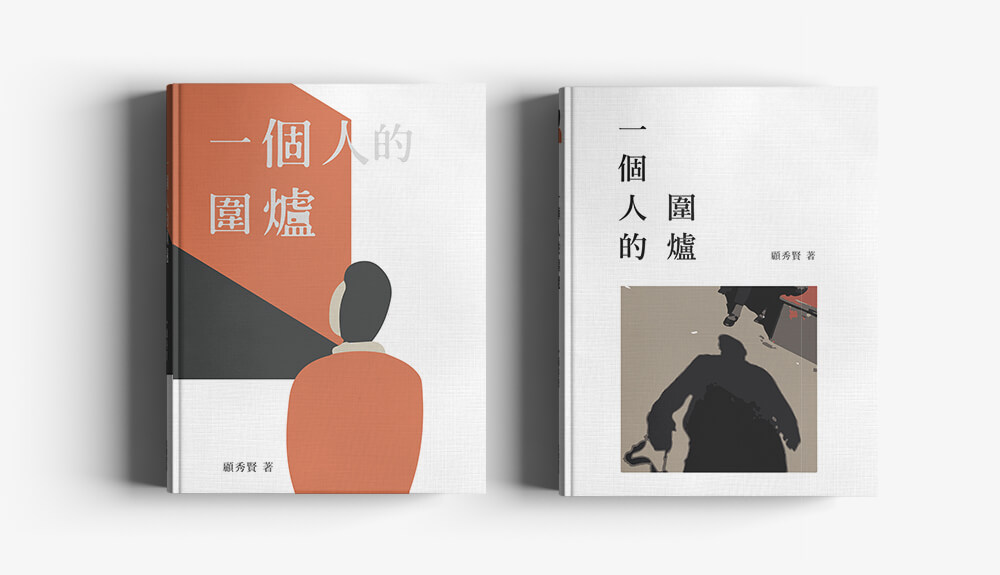 一個人的
圍爐
顧秀賢 著
一個人的
圍爐
顧秀賢 著